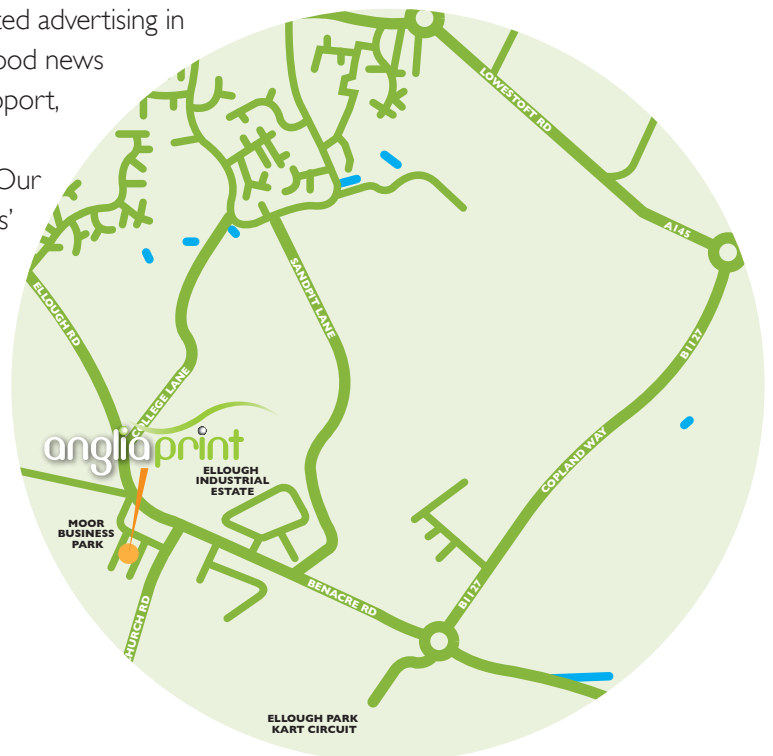 ted advertising in
ood news
pport,
Our
s’
LOWESTOFT RD
A145
B1127
COPLAND WAY
B1127
SANDPIT LANE
ELLOUGH RD
COLLEGE LANE
angliaprint
ELLOUGH
INDUSTRIAL
ESTATE
MOOR
BUSINESS
PARK
BENACRE RD
HURCH RD
ELLOUGH PARK
KART CIRCUIT